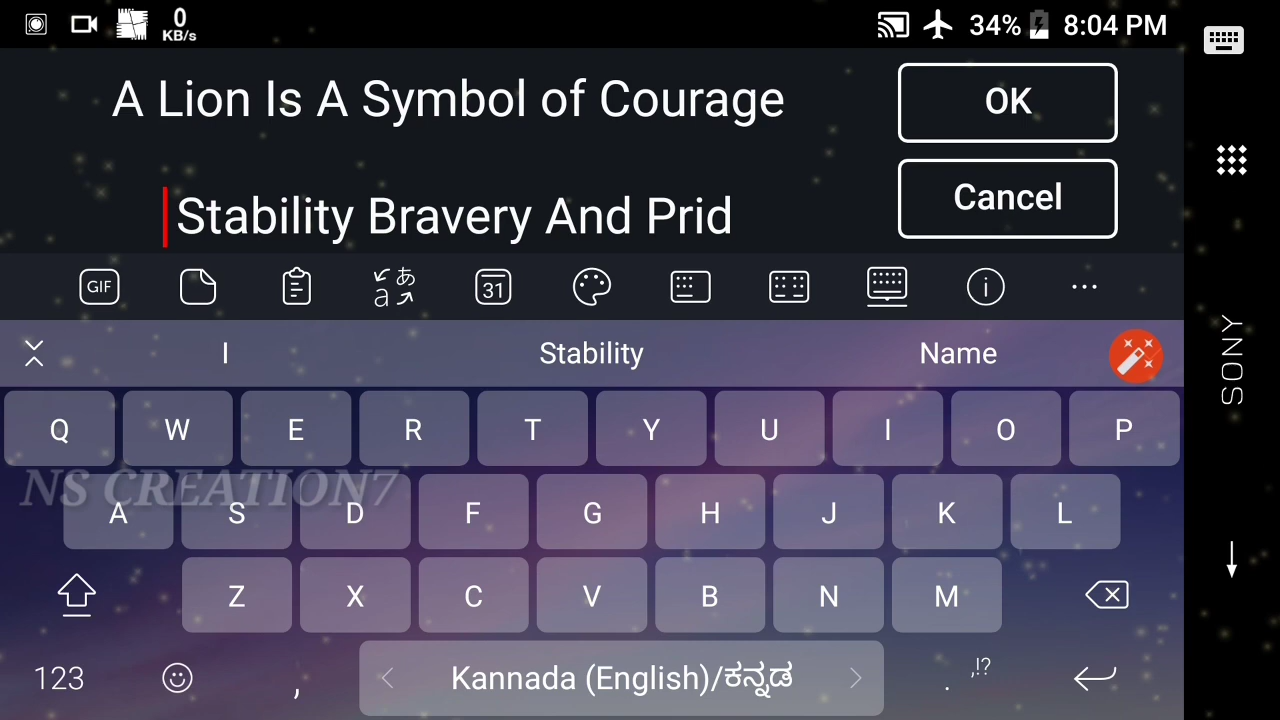 0
KB/s
34% 8:04 PM
A Lion Is A Symbol of Courage
OK
Stability Bravery And Prid
Cancel
GIF
あ
a
31
I Stability Name
Q W E R T Y U I O P
NS CREATION7
A S D F G H J K L
Z X C V B N M
123 , Kannada (English)/ಕನ್ನಡ . ,!?
SONY